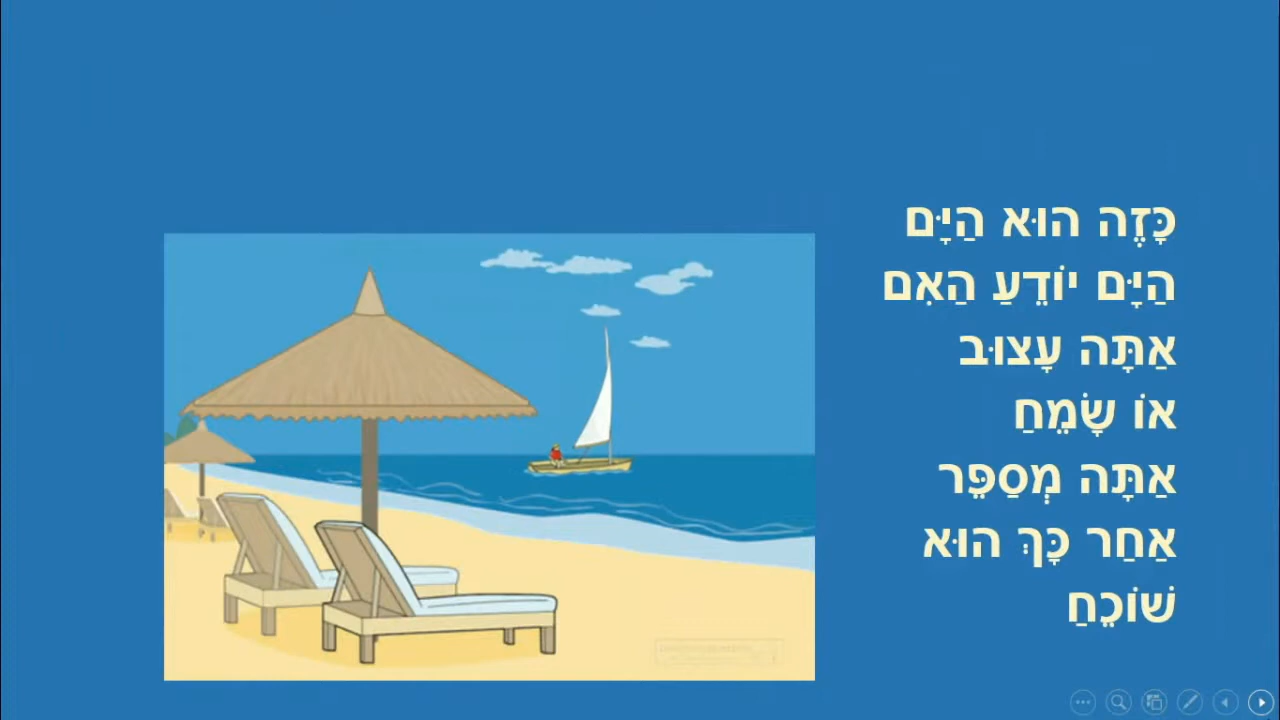 כָּזֶה הוּא הַיָּם
הַיָּם יוֹדֵעַ הַאִם
אַתָּה עָצוּב
אוֹ שָׂמֵחַ
אַתָּה מְסַפֵּר
אַחַר כָּךְ הוּא
שׁוֹכֵחַ